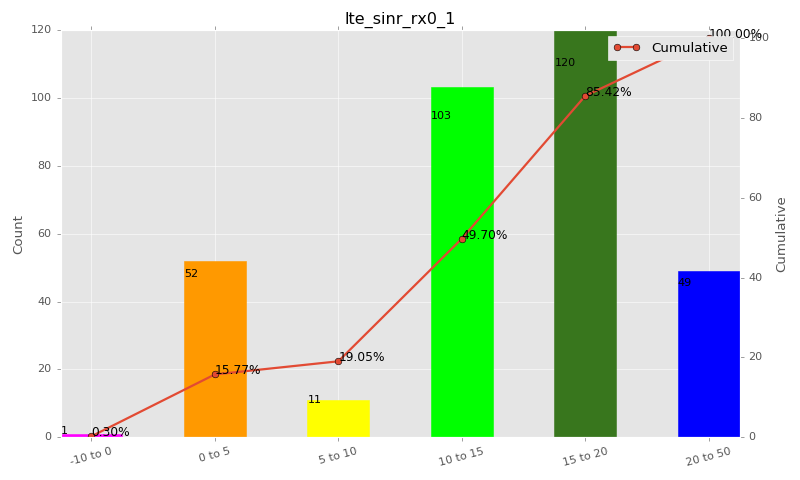 lte_sinr_rx0_1
120
100
80
60
40
20
0
Count
100
80
60
40
20
0
Cumulative
Cumulative
1
52
11
103
120
49
0.30%
15.77%
19.05%
49.70%
85.42%
100.00%
-10 to 0
0 to 5
5 to 10
10 to 15
15 to 20
20 to 50